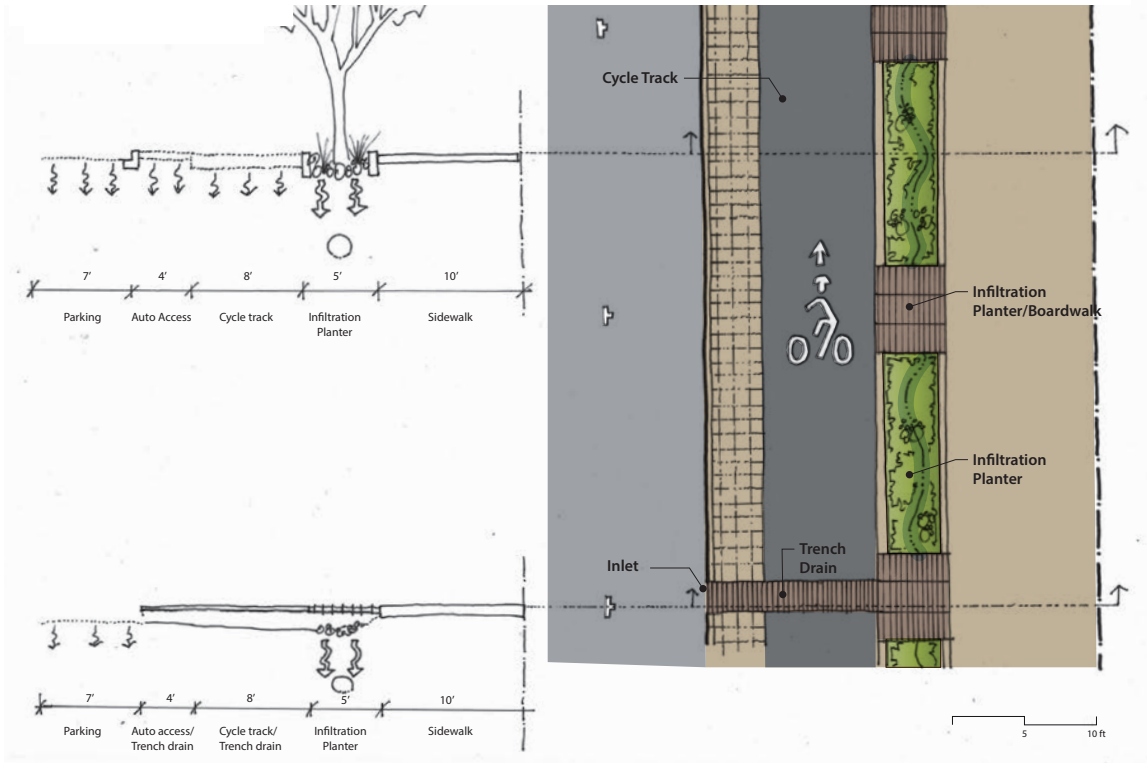 7’
4’
8’
5’
10’
Parking
Auto Access
Cycle track
Infiltration
Planter
Sidewalk
7’
4’
8’
5’
10’
Parking
Auto access/
Trench drain
Cycle track/
Trench drain
Infiltration
Planter
Sidewalk
Cycle Track
Infiltration
Planter/Boardwalk
Infiltration
Planter
Trench
Drain
Inlet
5
10 ft